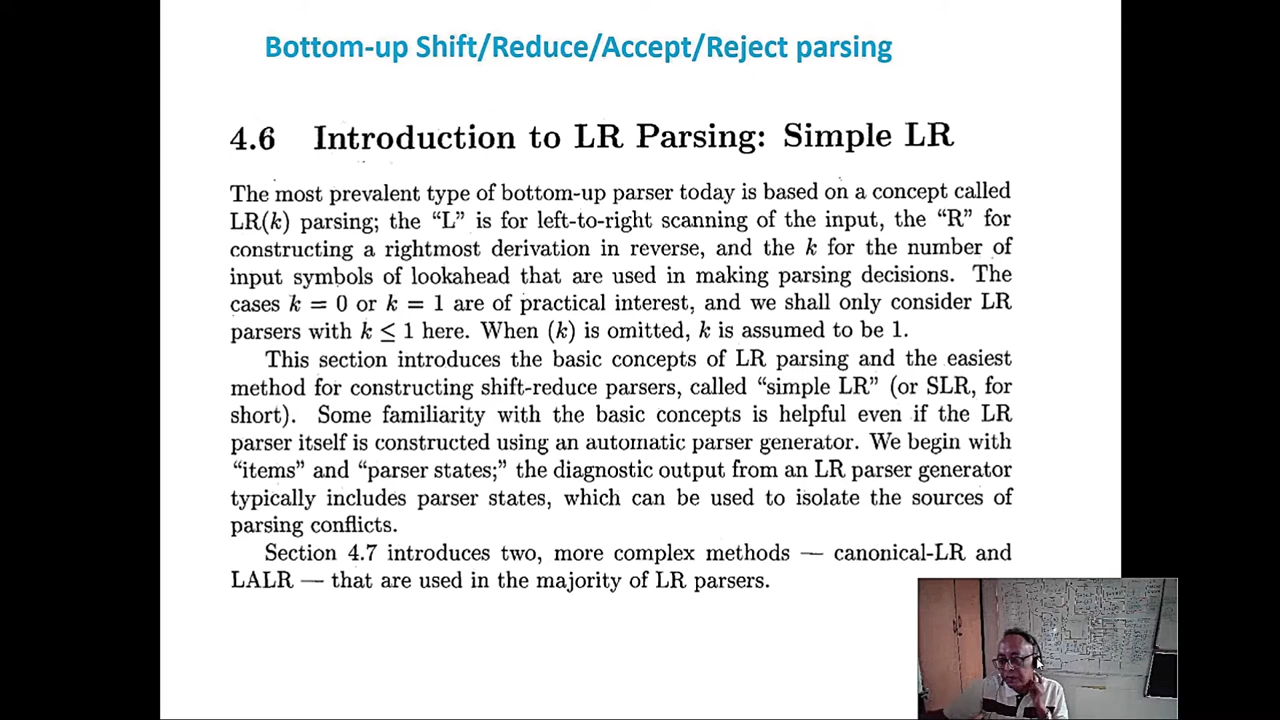 Bottom-up Shift/Reduce/Accept/Reject parsing
4.6 Introduction to LR Parsing: Simple LR
The most prevalent type of bottom-up parser today is based on a concept called
LR(k) parsing; the “L” is for left-to-right scanning of the input, the “R” for
constructing a rightmost derivation in reverse, and the k for the number of
input symbols of lookahead that are used in making parsing decisions. The
cases k = 0 or k = 1 are of practical interest, and we shall only consider LR
parsers with k ≤ 1 here. When (k) is omitted, k is assumed to be 1.
This section introduces the basic concepts of LR parsing and the easiest
method for constructing shift-reduce parsers, called “simple LR” (or SLR, for
short). Some familiarity with the basic concepts is helpful even if the LR
parser itself is constructed using an automatic parser generator. We begin with
“items” and “parser states;” the diagnostic output from an LR parser generator
typically includes parser states, which can be used to isolate the sources of
parsing conflicts.
Section 4.7 introduces two, more complex methods — canonical-LR and
LALR — that are used in the majority of LR parsers.